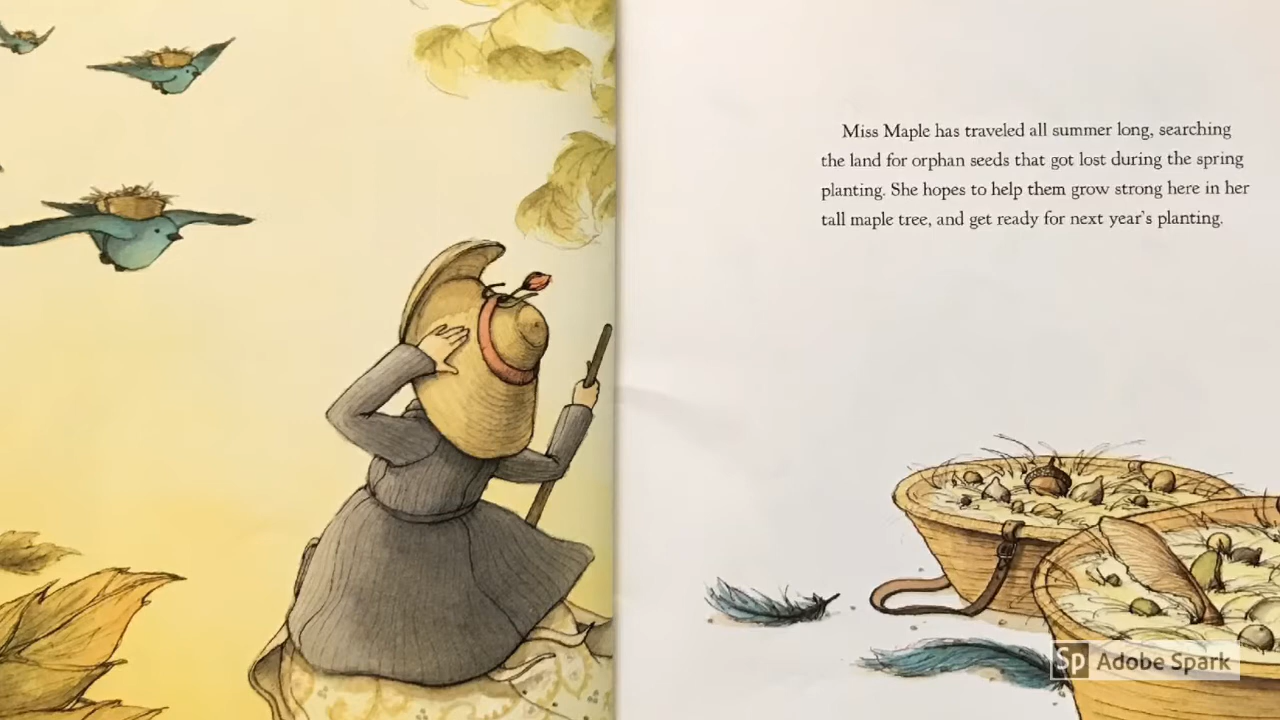 Miss Maple has traveled all summer long, searching
the land for orphan seeds that got lost during the spring
planting. She hopes to help them grow strong here in her
tall maple tree, and get ready for next year's planting.
Sp Adobe Spark